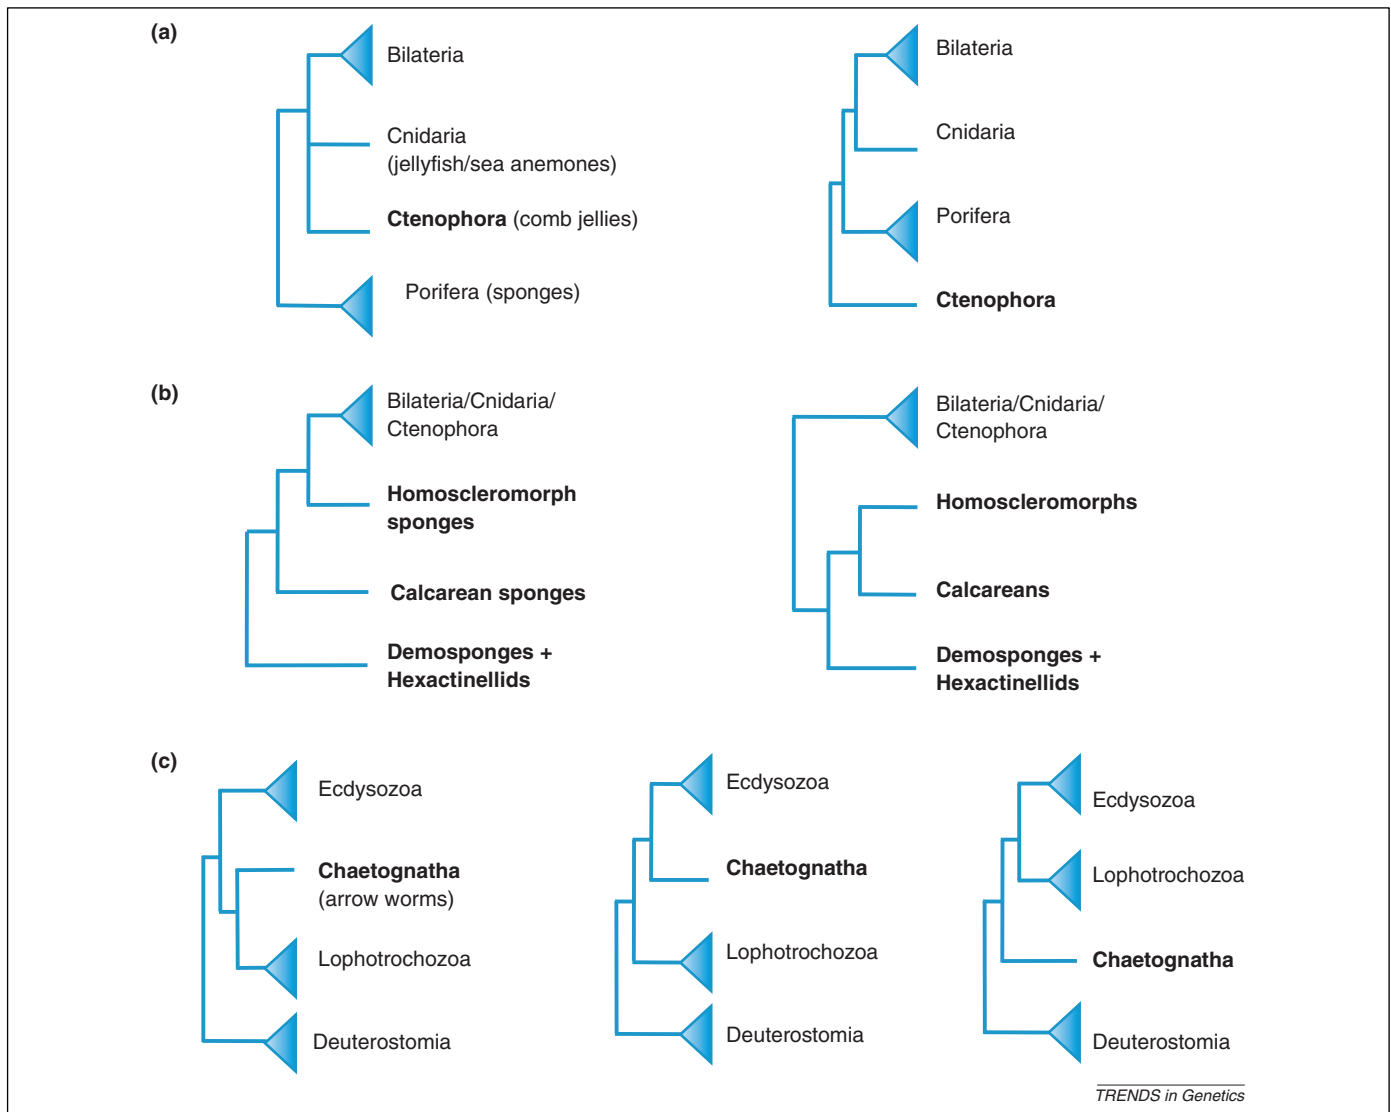 (a)
Bilateria
Cnidaria
(jellyfish/sea anemones)
Ctenophora (comb jellies)
Porifera (sponges)
Bilateria
Cnidaria
Porifera
Ctenophora
(b)
Bilateria/Cnidaria/
Ctenophora
Homoscleromorph
sponges
Calcarean sponges
Demosponges +
Hexactinellids
Bilateria/Cnidaria/
Ctenophora
Homoscleromorphs
Calcareans
Demosponges +
Hexactinellids
(c)
Ecdysozoa
Chaetognatha
(arrow worms)
Lophotrochozoa
Deuterostomia
Ecdysozoa
Chaetognatha
Lophotrochozoa
Deuterostomia
Ecdysozoa
Lophotrochozoa
Chaetognatha
Deuterostomia
TRENDS in Genetics